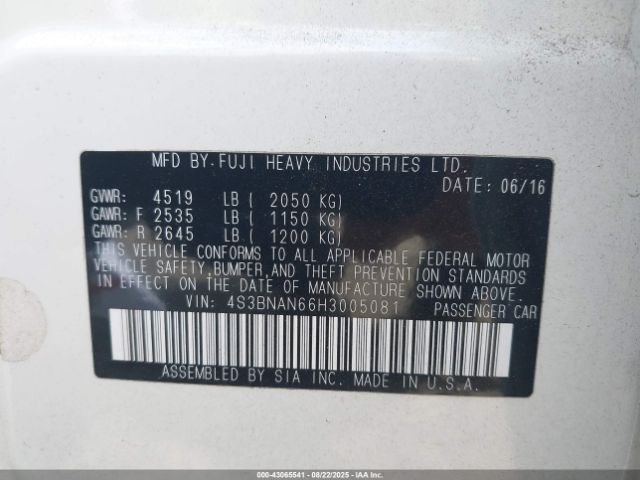 MFD BY.FUJI HEAVY INDUSTRIES LTD.
DATE: 06/16
GVWR: 4519 LB ( 2050 KG)
GAWR: F 2535 LB ( 1150 KG)
GAWR: R 2645 LB ( 1200 KG)
THIS VEHICLE CONFORMS TO ALL APPLICABLE FEDERAL MOTOR
VEHICLE SAFETY, BUMPER, AND THEFT PREVENTION STANDARDS
IN EFFECT ON THE DATE OF MANUFACTURE SHOWN ABOVE.
VIN: 4S3BNAN66H3005081 PASSENGER CAR
ASSEMBLED BY SIA INC. MADE IN U.S.A.
000-43065541 - 08/22/2025 - IAA